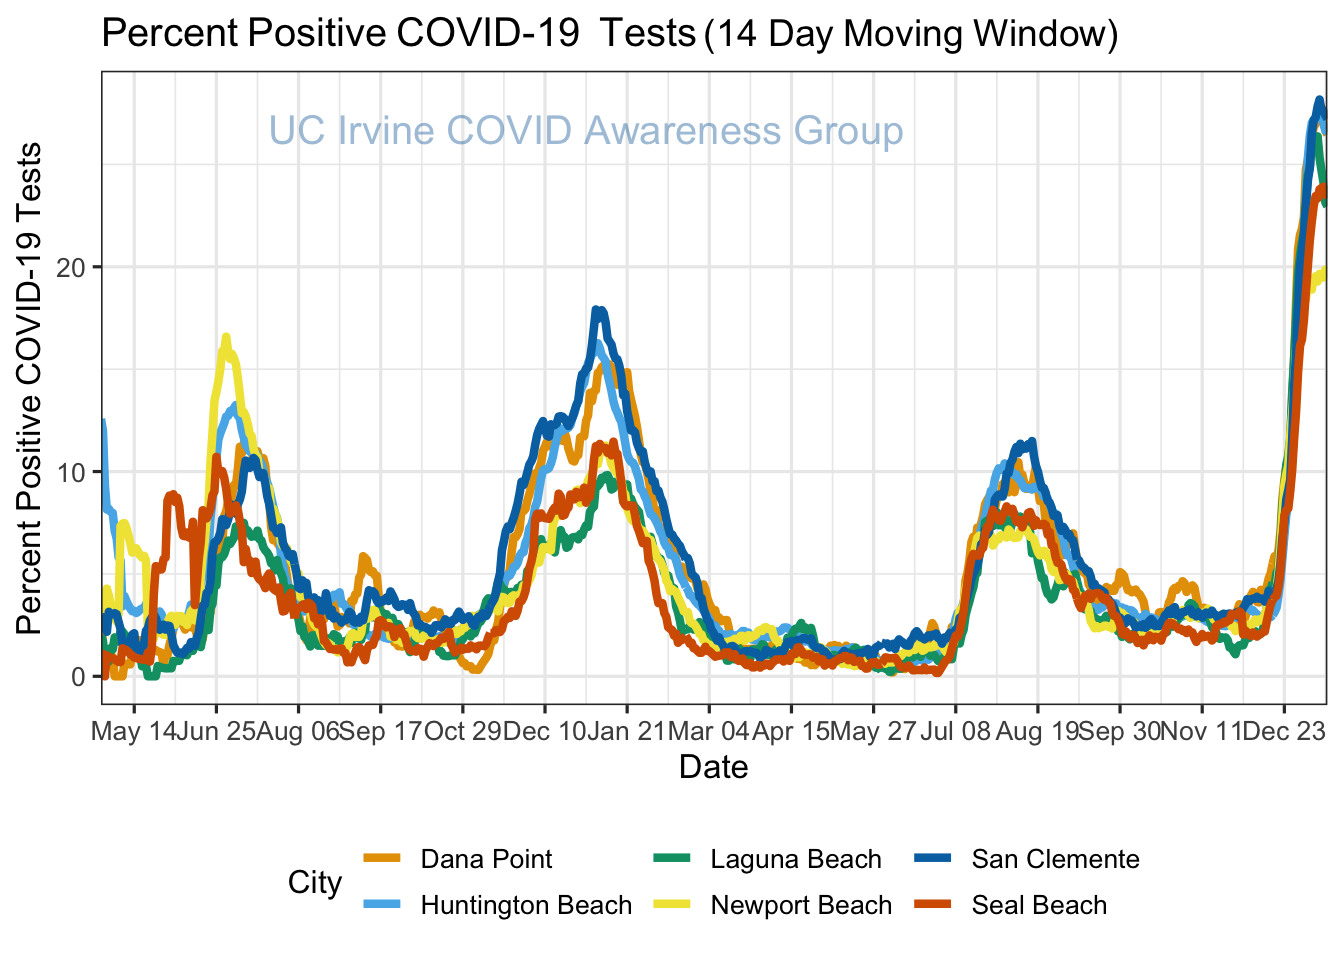 Percent Positive COVID-19 Tests (14 Day Moving Window)
UC Irvine COVID Awareness Group
Percent Positive COVID-19 Tests
20
10
0
May 14 Jun 25 Aug 06 Sep 17 Oct 29 Dec 10 Jan 21 Mar 04 Apr 15 May 27 Jul 08 Aug 19 Sep 30 Nov 11 Dec 23
Date
City
Dana Point Laguna Beach San Clemente
Huntington Beach Newport Beach Seal Beach